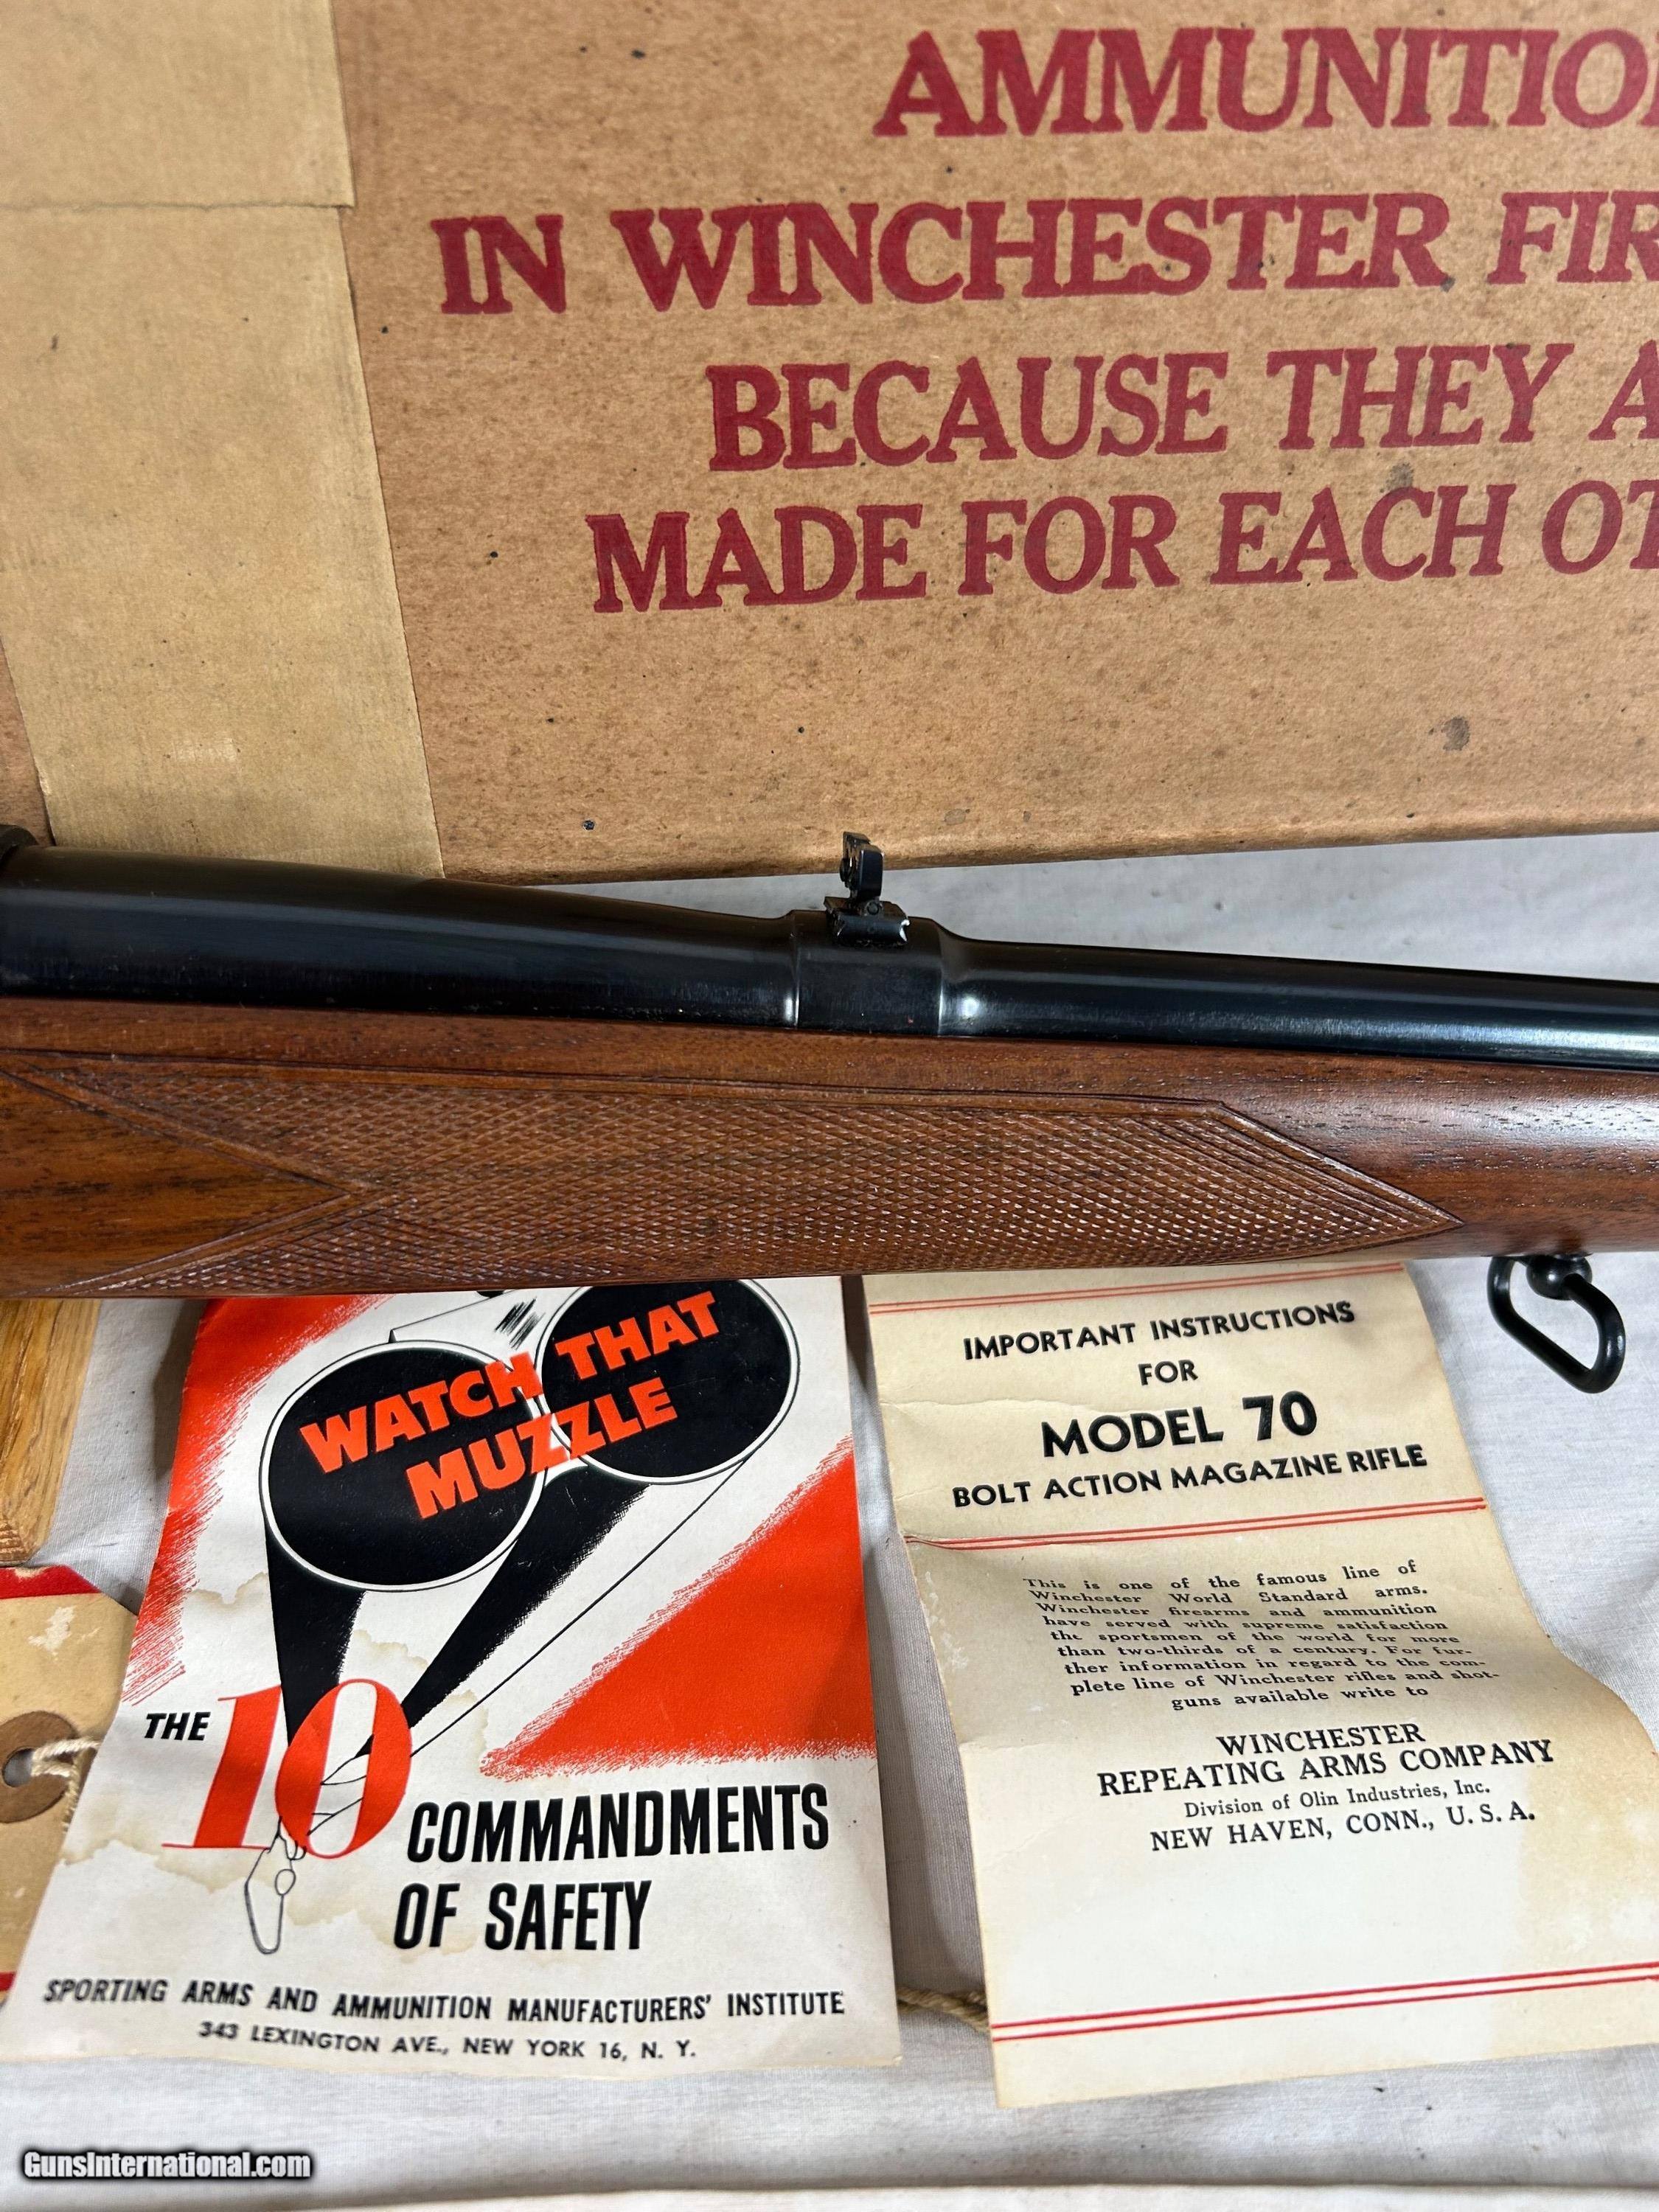 AMMUNITIO
IN WINCHESTER FIR
BECAUSE THEY A
MADE FOR EACH OT
WATCH THAT
MUZZLE
THE 10
COMMANDMENTS
OF SAFETY
SPORTING ARMS AND AMMUNITION MANUFACTURERS' INSTITUTE
343 LEXINGTON AVE., NEW YORK 16, N. Y.
IMPORTANT INSTRUCTIONS
FOR
MODEL 70
BOLT ACTION MAGAZINE RIFLE
This is one of the famous line of
Winchester World Standard arms.
Winchester firearms and ammunition
have served with supreme satisfaction
the sportsmen of the world for more
than two-thirds of a century. For fur-
ther information in regard to the com-
plete line of Winchester rifles and shot-
guns available write to
WINCHESTER
REPEATING ARMS COMPANY
Division of Olin Industries, Inc.
NEW HAVEN, CONN., U. S. A.
GunsInternational.com